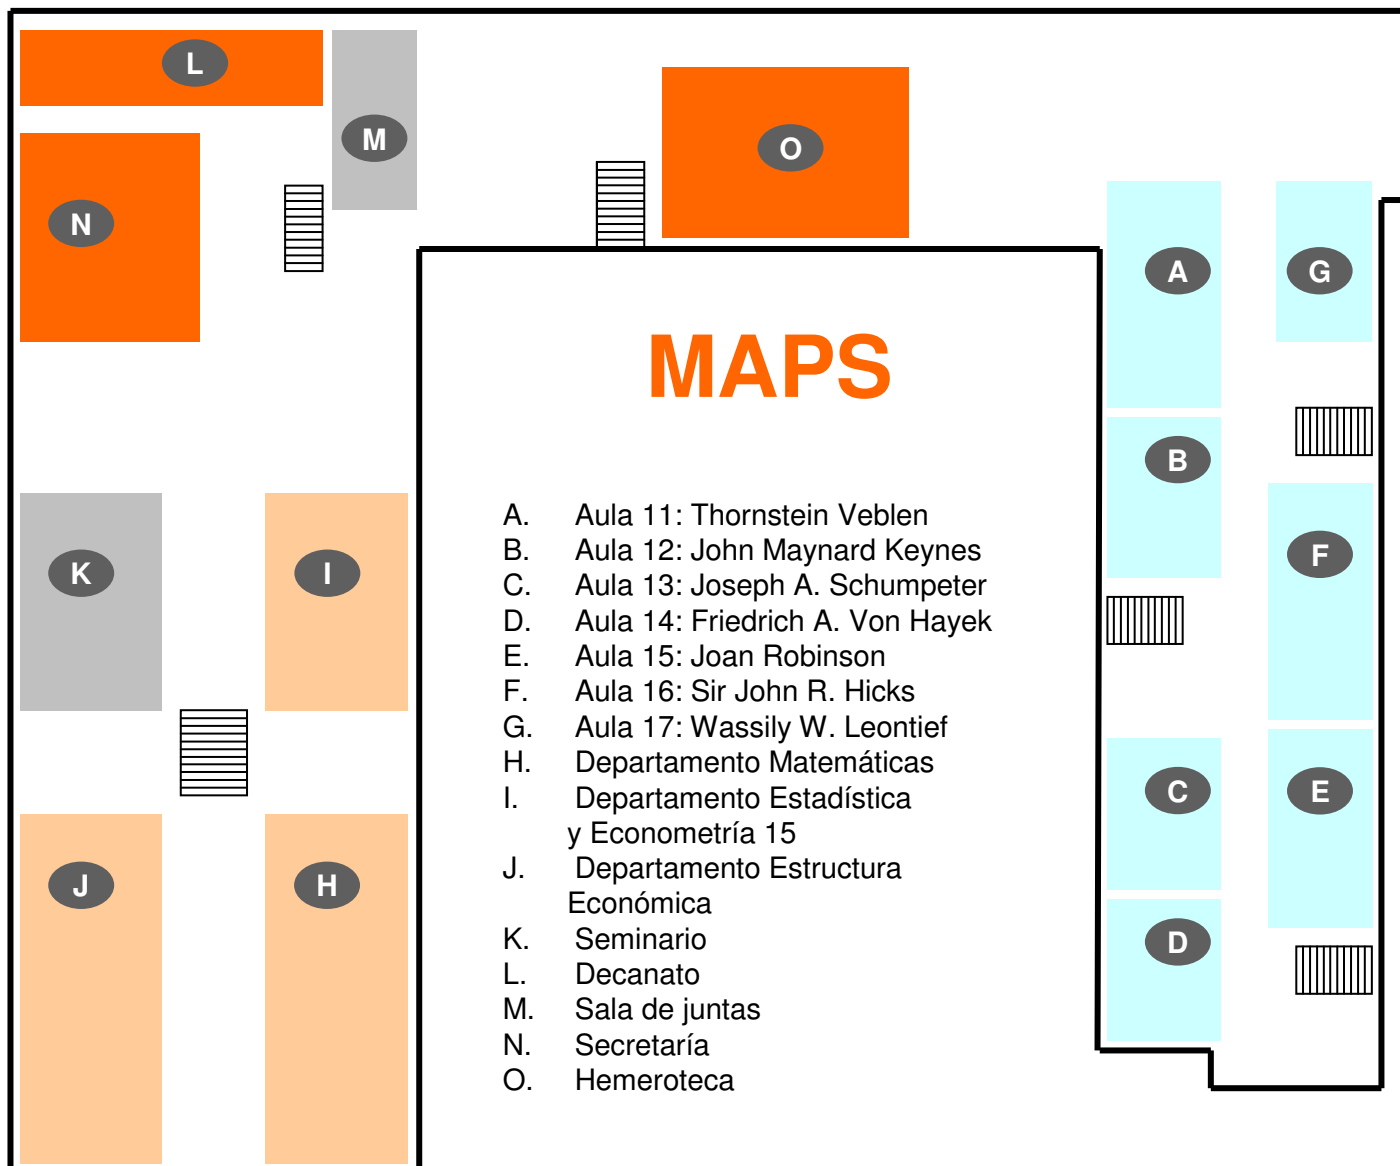 L
M
O
N
A
G
MAPS
B
A. Aula 11: Thornstein Veblen
B. Aula 12: John Maynard Keynes
F
K
I
C. Aula 13: Joseph A. Schumpeter
D. Aula 14: Friedrich A. Von Hayek
E. Aula 15: Joan Robinson
F. Aula 16: Sir John R. Hicks
G. Aula 17: Wassily W. Leontief
H. Departamento Matemáticas
I. Departamento Estadística
y Econometría 15
C
E
J. Departamento Estructura
Económica
J
H
K. Seminario
D
L. Decanato
M. Sala de juntas
N. Secretaría
O. Hemeroteca